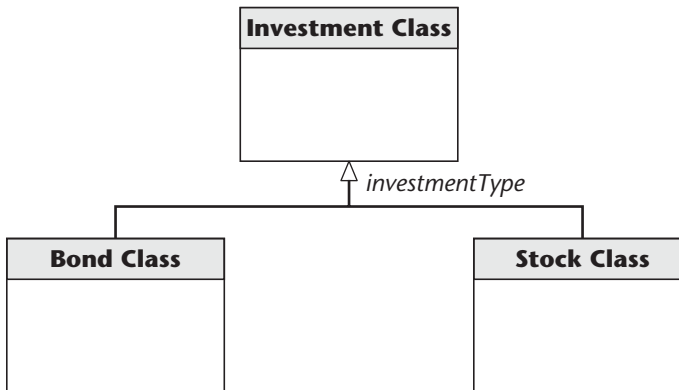 Investment Class
investmentType
Bond Class
Stock Class